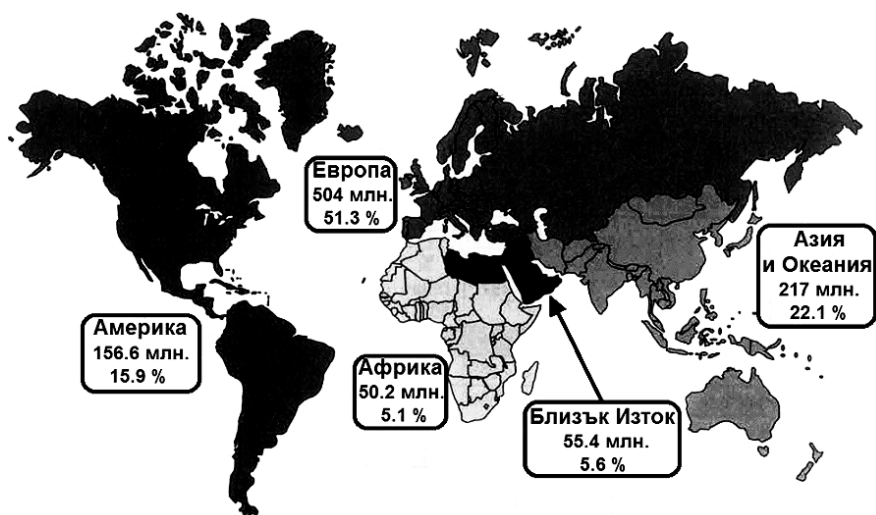 Европа
504 млн.
51.3 %
Азия
и Океания
217 млн.
22.1 %
Америка
156.6 млн.
15.9 %
Африка
50.2 млн.
5.1 %
Близък Изток
55.4 млн.
5.6 %